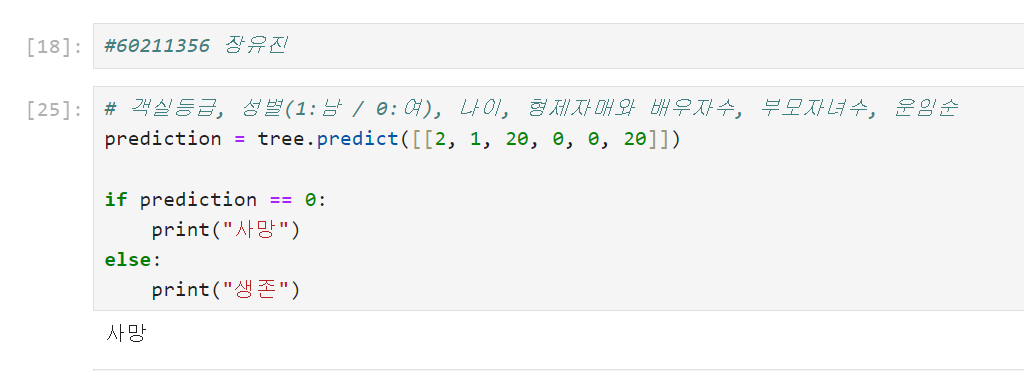 [18]: #60211356 장유진
[25]: # 객실등급, 성별(1:남 / 0:여), 나이, 형제자매와 배우자수, 부모자녀수, 운임순
prediction = tree.predict([[2, 1, 20, 0, 0, 20]])
if prediction == 0:
    print("사망")
else:
    print("생존")
사망